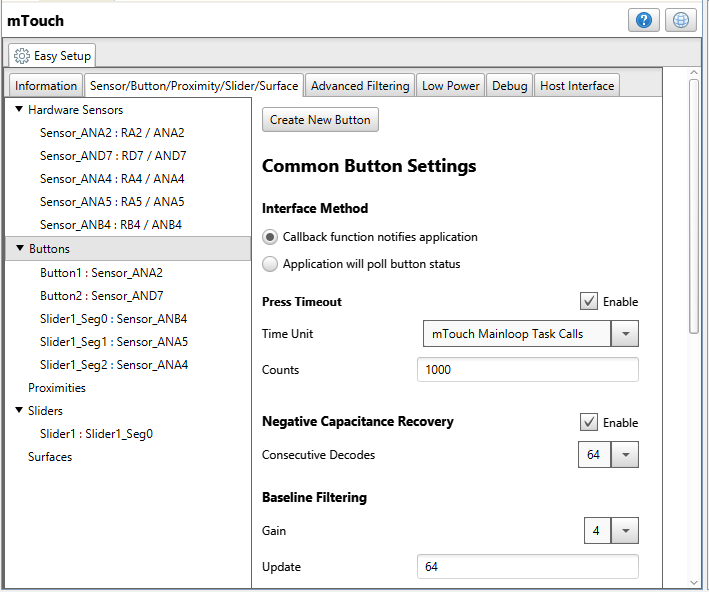 mTouch
?
Easy Setup
Information Sensor/Button/Proximity/Slider/Surface Advanced Filtering Low Power Debug Host Interface
Hardware Sensors
Sensor_ANA2 : RA2 / ANA2
Sensor_AND7 : RD7 / AND7
Sensor_ANA4 : RA4 / ANA4
Sensor_ANA5 : RA5 / ANA5
Sensor_ANB4 : RB4 / ANB4
Buttons
Button1 : Sensor_ANA2
Button2 : Sensor_AND7
Slider1_Seg0 : Sensor_ANB4
Slider1_Seg1 : Sensor_ANA5
Slider1_Seg2 : Sensor_ANA4
Proximities
Sliders
Slider1 : Slider1_Seg0
Surfaces
Create New Button
Common Button Settings
Interface Method
Callback function notifies application
Application will poll button status
Press Timeout Enable
Time Unit mTouch Mainloop Task Calls
Counts 1000
Negative Capacitance Recovery Enable
Consecutive Decodes 64
Baseline Filtering
Gain 4
Update 64